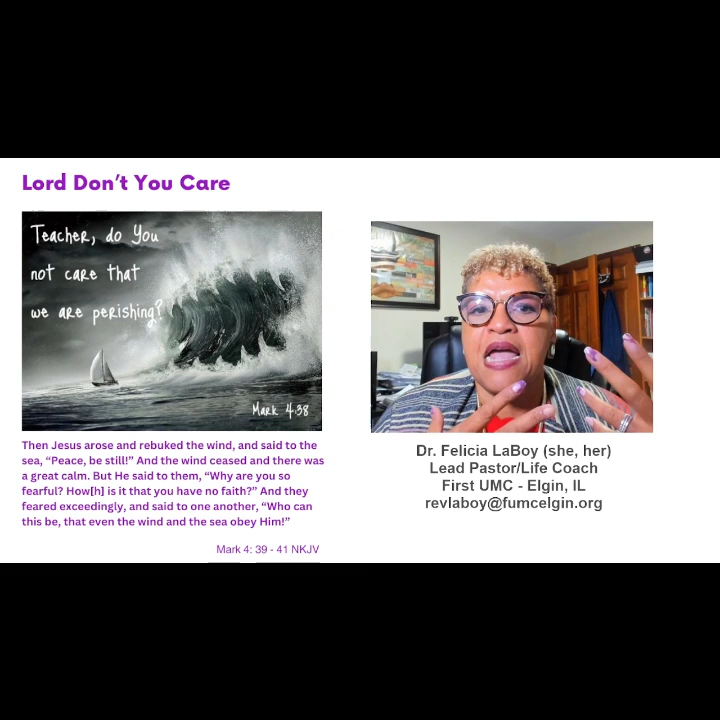 Lord Don't You Care
Teacher, do You
not care that
we are perishing?
Mark 4:38
Then Jesus arose and rebuked the wind, and said to the
sea, “Peace, be still!” And the wind ceased and there was
a great calm. But He said to them, “Why are you so
fearful? How[h] is it that you have no faith?” And they
feared exceedingly, and said to one another, “Who can
this be, that even the wind and the sea obey Him!”
Mark 4: 39 - 41 NKJV
Dr. Felicia LaBoy (she, her)
Lead Pastor/Life Coach
First UMC - Elgin, IL
revlaboy@fumcelgin.org